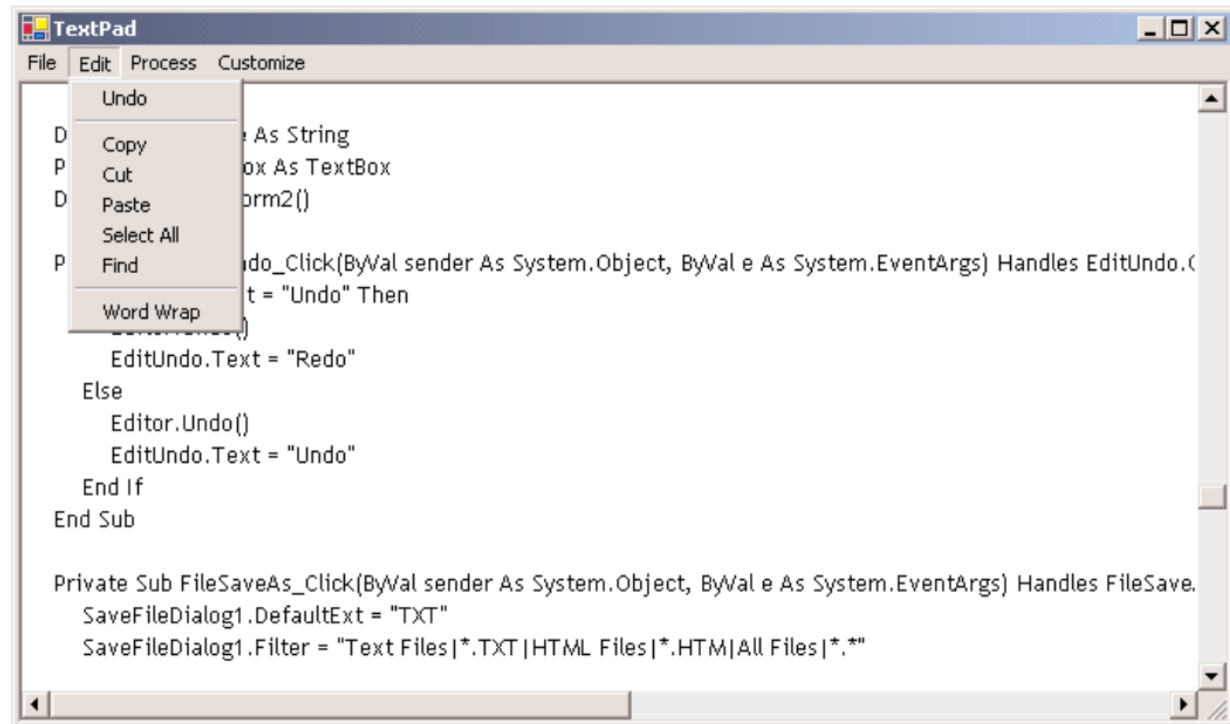 TextPad
File Edit Process Customize
Undo
Copy
Cut
Paste
Select All
Find
Word Wrap
D As String
P ox As TextBox
D orm2()
P do_Click(ByVal sender As System.Object, ByVal e As System.EventArgs) Handles EditUndo.(
t = "Undo" Then
EditUndo.Text = "Redo"
Else
Editor.Undo()
EditUndo.Text = "Undo"
End If
End Sub
Private Sub FileSaveAs_Click(ByVal sender As System.Object, ByVal e As System.EventArgs) Handles FileSave.
SaveFileDialog1.DefaultExt = "TXT"
SaveFileDialog1.Filter = "Text Files|*.TXT|HTML Files|*.HTM|All Files|*.*"